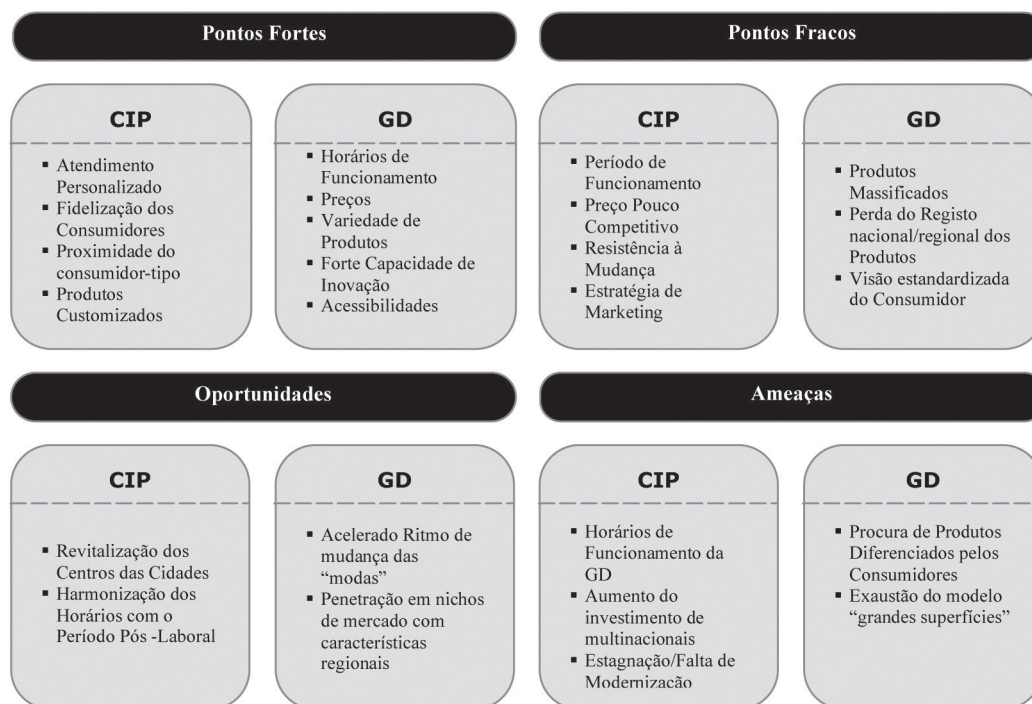 Pontos Fortes
CIP
▪ Atendimento
Personalizado
▪ Fidelização dos
Consumidores
▪ Proximidade do
consumidor-tipo
▪ Produtos
Customizados
GD
▪ Horários de
Funcionamento
▪ Preços
▪ Variedade de
Produtos
▪ Forte Capacidade de
Inovação
▪ Acessibilidades
Pontos Fracos
CIP
▪ Período de
Funcionamento
▪ Preço Pouco
Competitivo
▪ Resistência à
Mudança
▪ Estratégia de
Marketing
GD
▪ Produtos
Massificados
▪ Perda do Registo
nacional/regional dos
Produtos
▪ Visão estandardizada
do Consumidor
Oportunidades
CIP
▪ Revitalização dos
Centros das Cidades
▪ Harmonização dos
Horários com o
Período Pós -Laboral
GD
▪ Acelerado Ritmo de
mudança das
“modas”
▪ Penetração em nichos
de mercado com
características
regionais
Ameaças
CIP
▪ Horários de
Funcionamento da
GD
▪ Aumento do
investimento de
multinacionais
▪ Estagnação/Falta de
Modernização
GD
▪ Procura de Produtos
Diferenciados pelos
Consumidores
▪ Exaustão do modelo
“grandes superfícies”